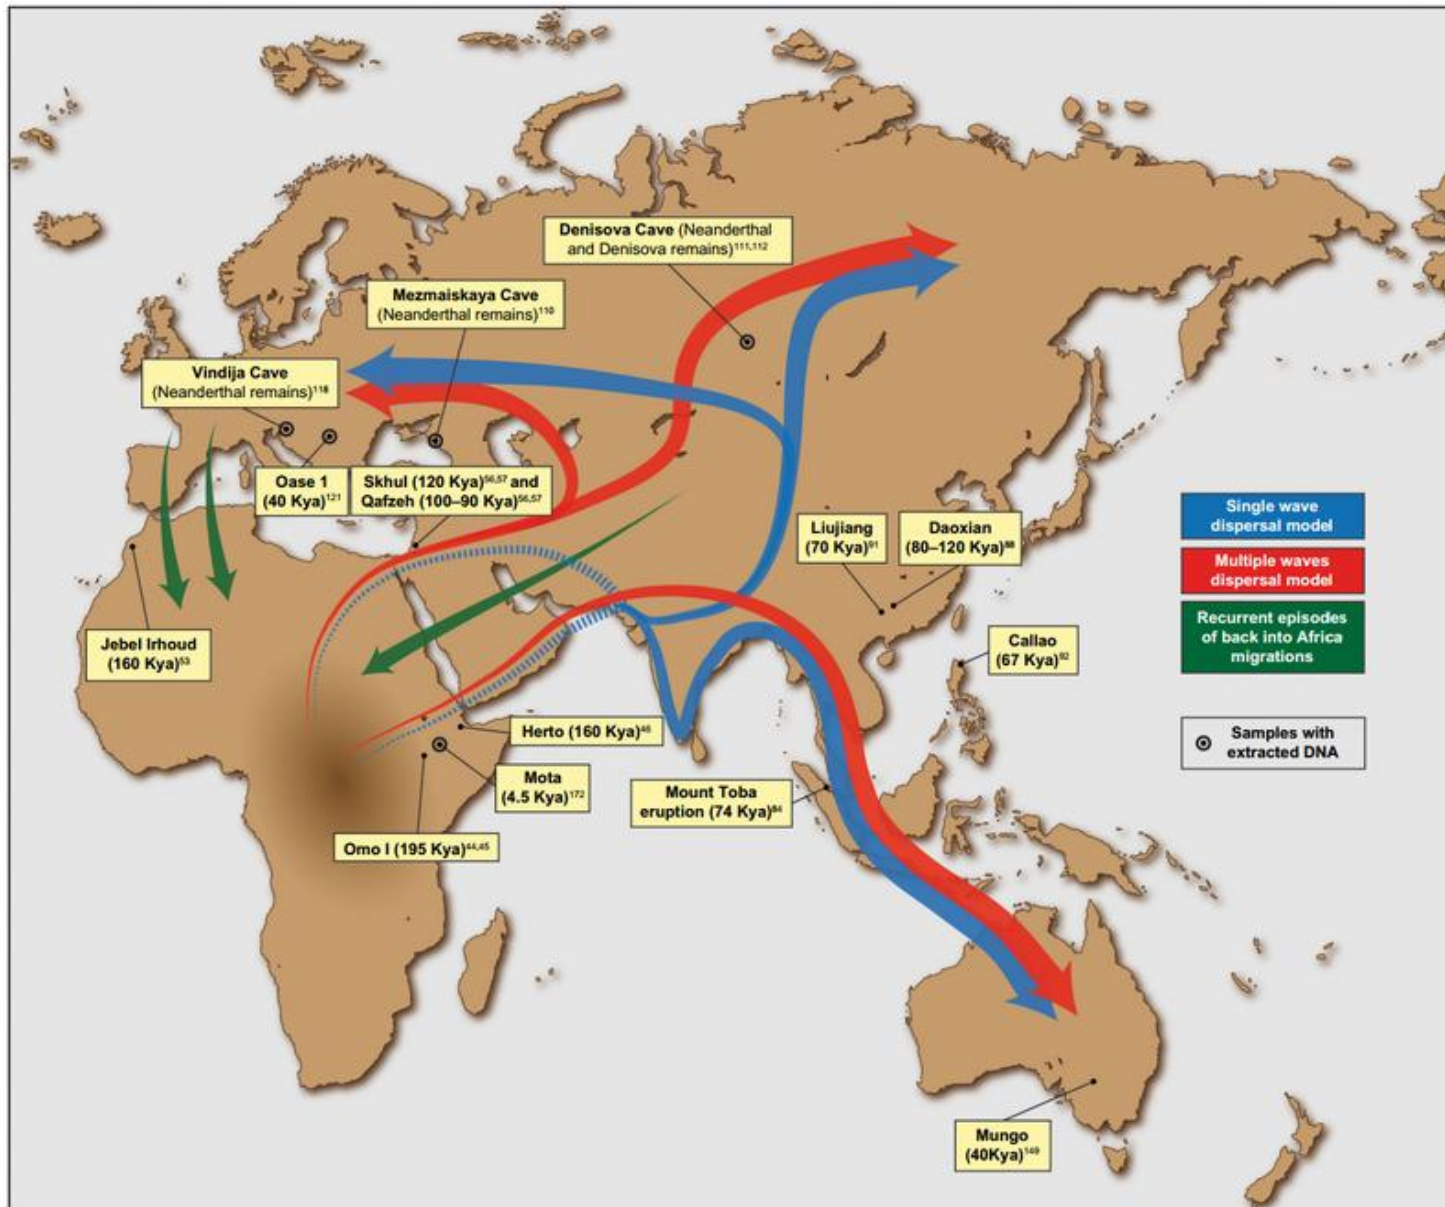 Denisova Cave (Neanderthal
and Denisova remains)¹¹¹,¹¹²
Mezmaiskaya Cave
(Neanderthal remains)¹¹⁰
Vindija Cave
(Neanderthal remains)¹¹⁸
Oase 1
(40 Kya)¹²¹
Skhul (120 Kya)⁵⁶,⁵⁷ and
Qafzeh (100–90 Kya)⁵⁶,⁵⁷
Liujiang
(70 Kya)⁹¹
Daoxian
(80–120 Kya)⁸⁸
Single wave
dispersal model
Multiple waves
dispersal model
Recurrent episodes
of back into Africa
migrations
Jebel Irhoud
(160 Kya)⁵³
Callao
(67 Kya)⁹²
Herto (160 Kya)⁴⁶
Samples with
extracted DNA
Mota
(4.5 Kya)¹⁷²
Mount Toba
eruption (74 Kya)⁸⁴
Omo I (195 Kya)⁴⁴,⁴⁵
Mungo
(40Kya)¹⁴⁹